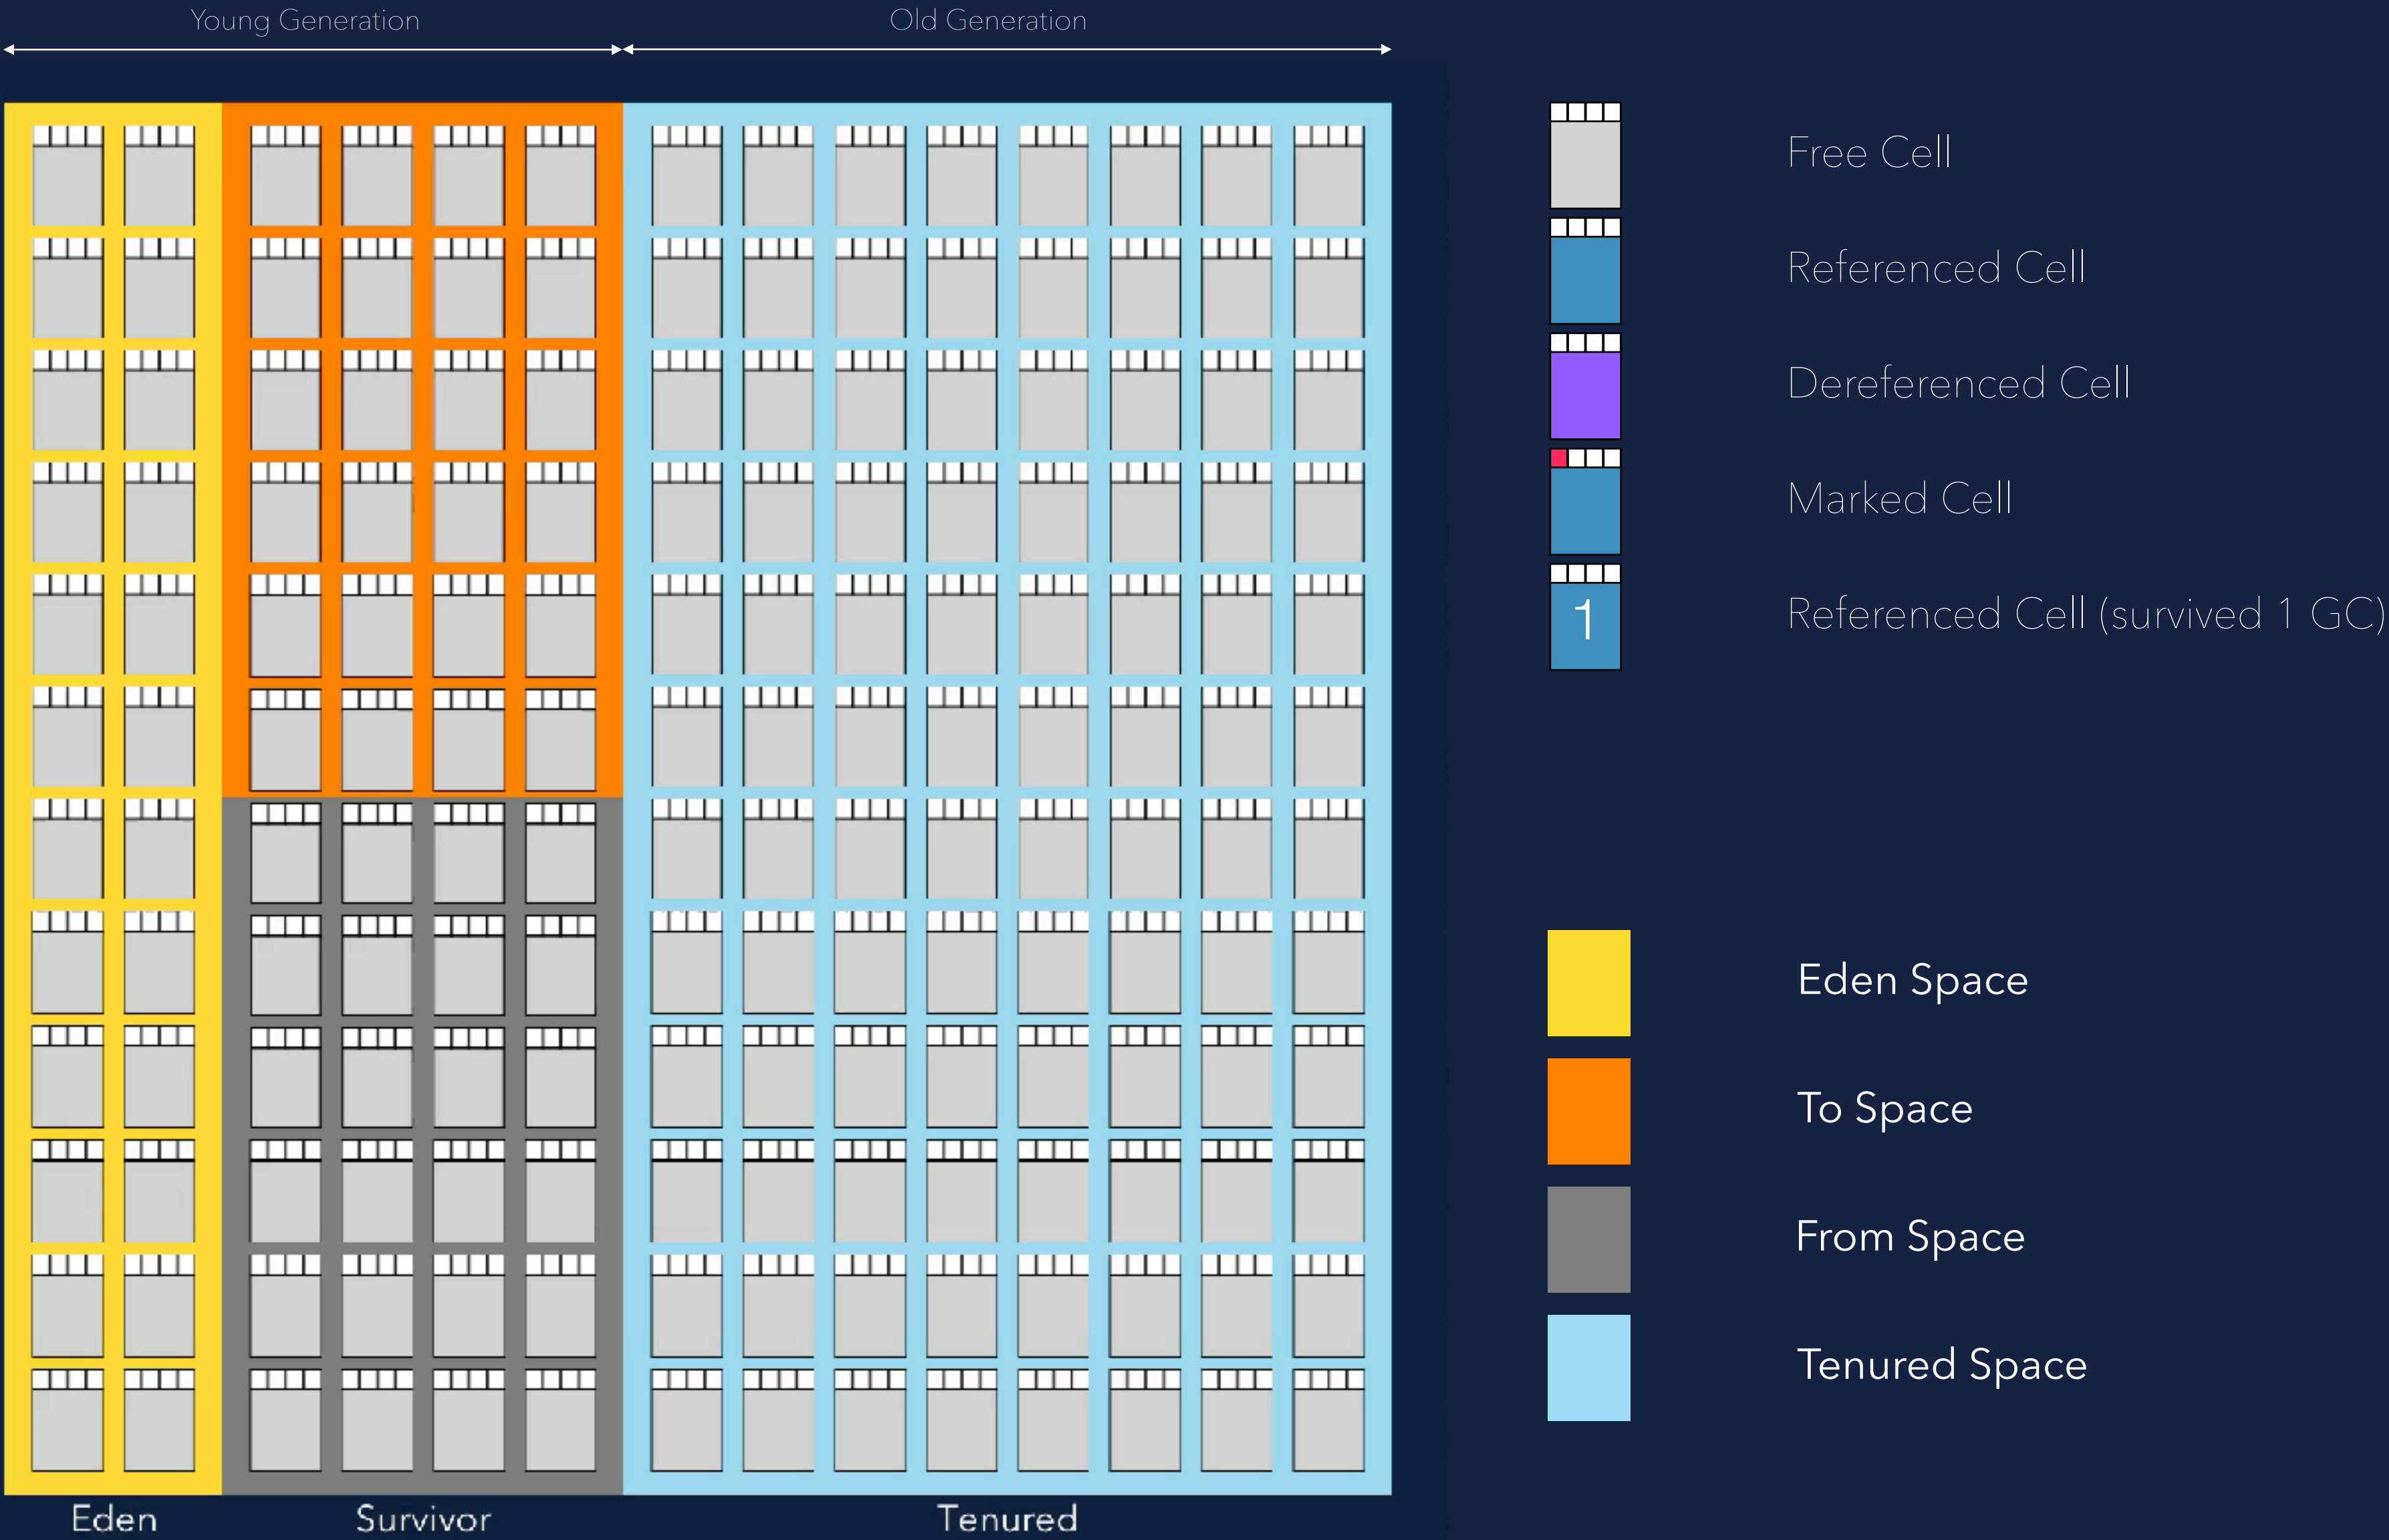 Young Generation
Old Generation
Free Cell
Referenced Cell
Dereferenced Cell
Marked Cell
1
Referenced Cell (survived 1 GC)
Eden Space
To Space
From Space
Tenured Space
Eden
Survivor
Tenured